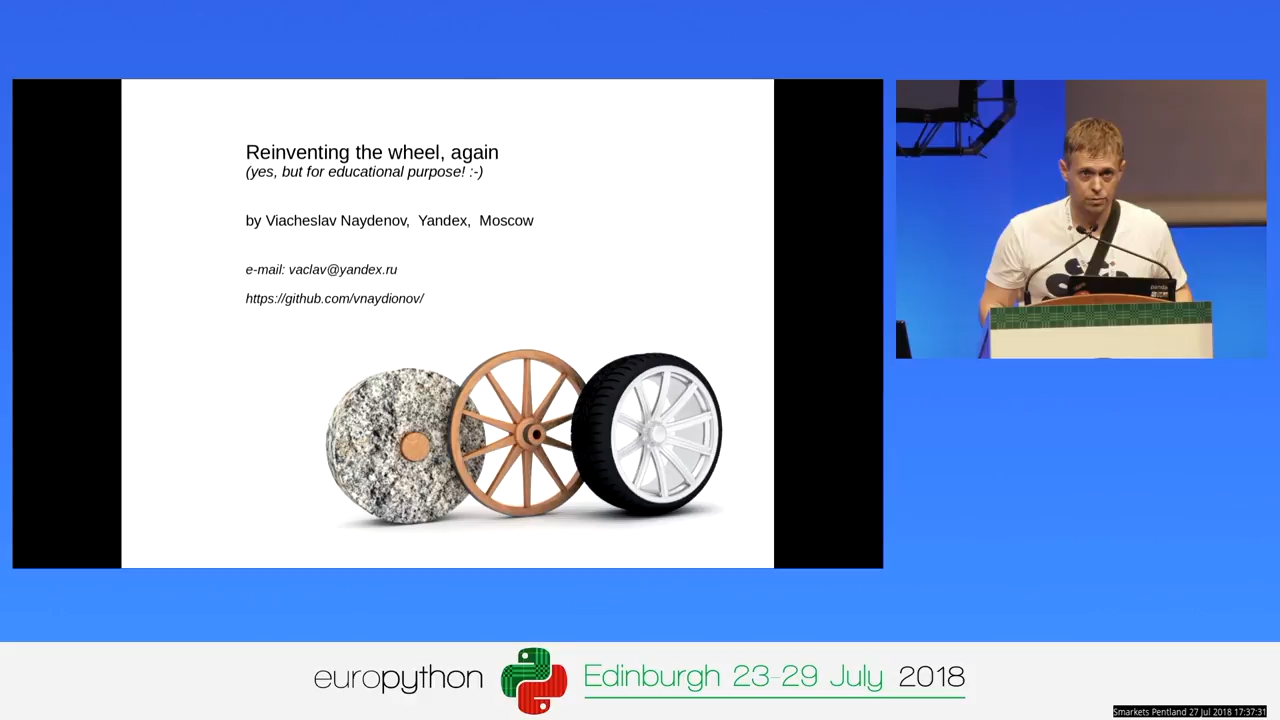 Reinventing the wheel, again
(yes, but for educational purpose! :-)
by Viacheslav Naydenov,  Yandex,  Moscow
e-mail: vaclav@yandex.ru
https://github.com/vnaydionov/
panda
europython
Edinburgh 23-29 July 2018
Smarkets Pentland 27 Jul 2018 17:37:31